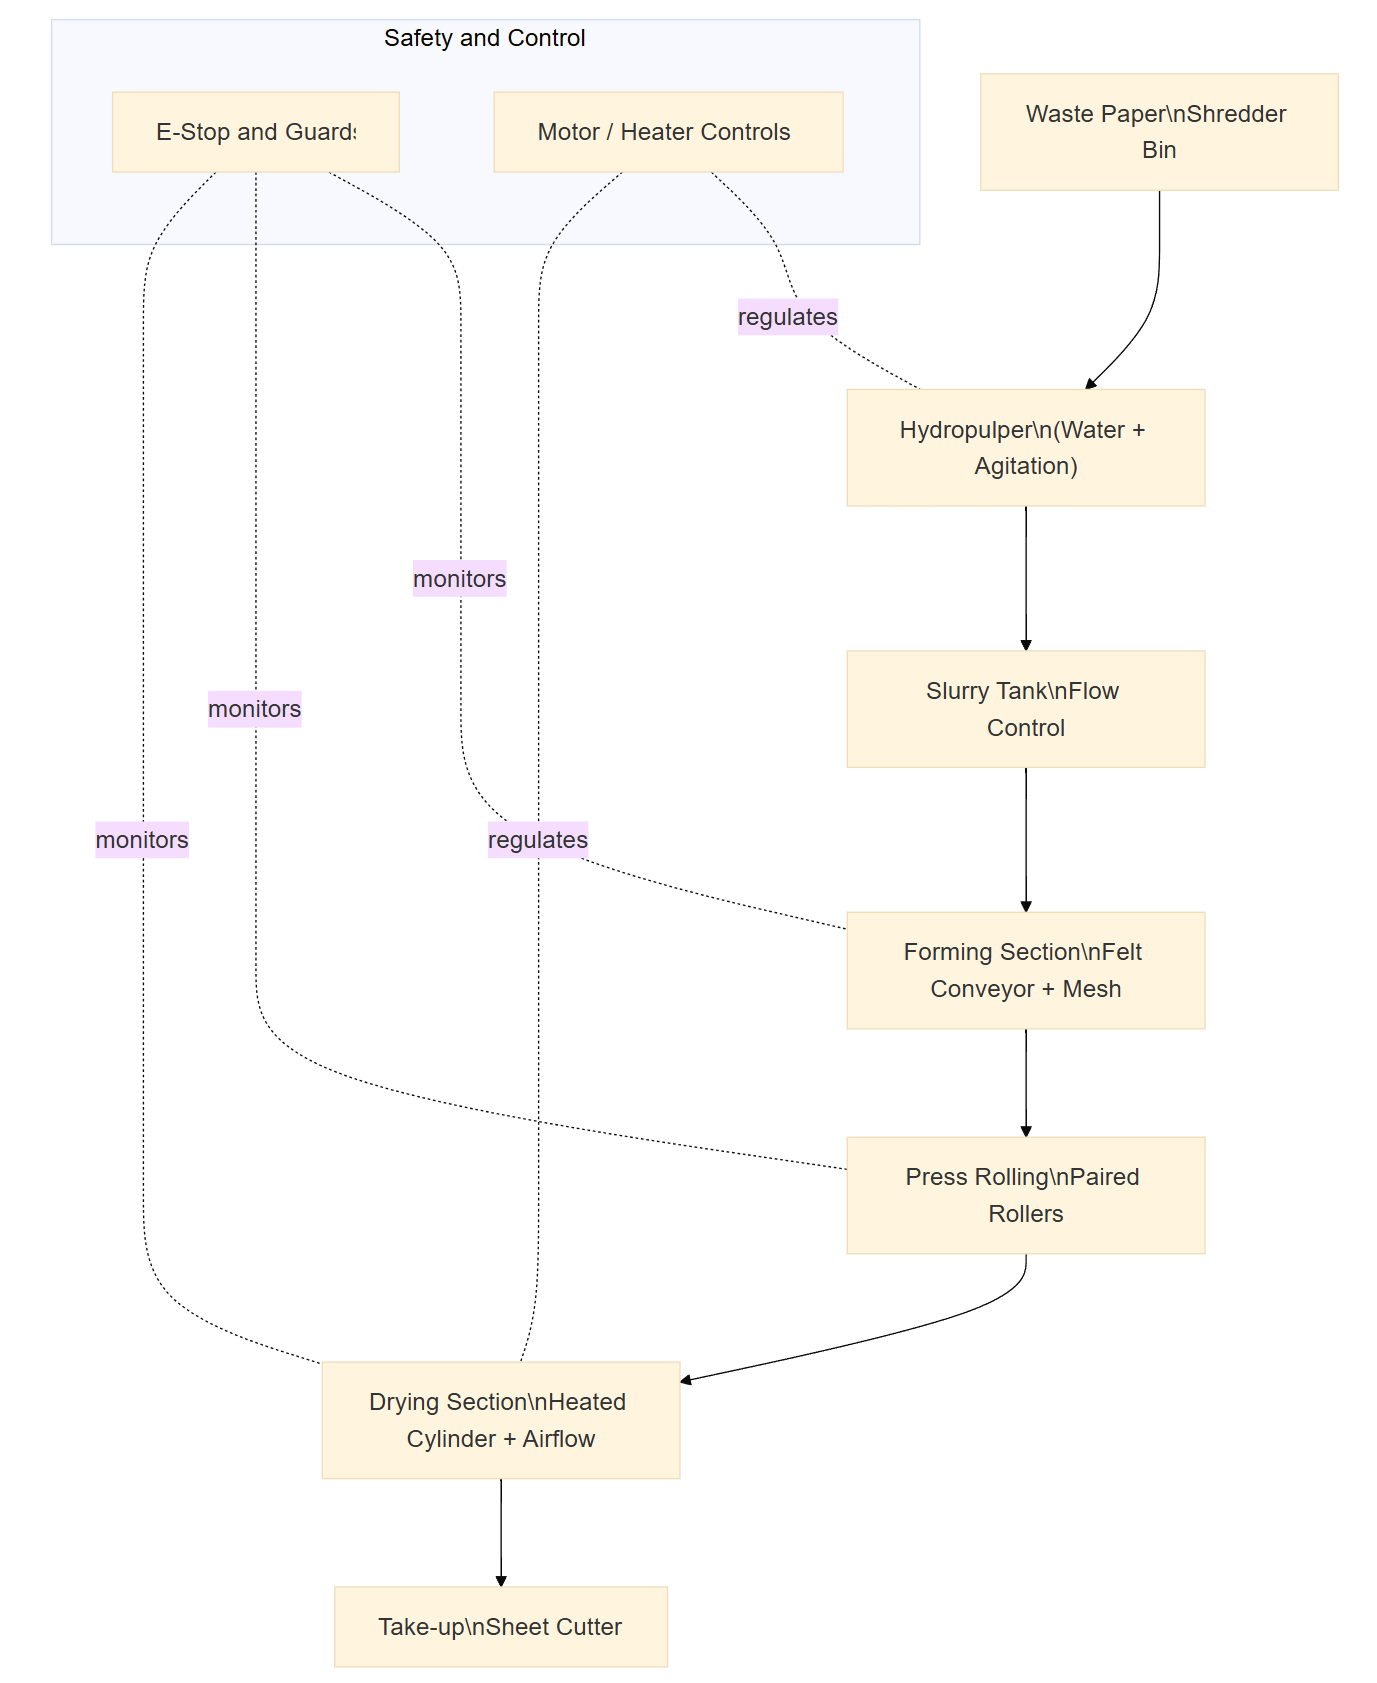 Safety and Control
E-Stop and Guards
Motor / Heater Controls
Waste Paper\nShredder
Bin
regulates
Hydropulper\n(Water +
Agitation)
monitors
Slurry Tank\nFlow
Control
monitors
monitors
regulates
Forming Section\nFelt
Conveyor + Mesh
Press Rolling\nPaired
Rollers
Drying Section\nHeated
Cylinder + Airflow
Take-up\nSheet Cutter